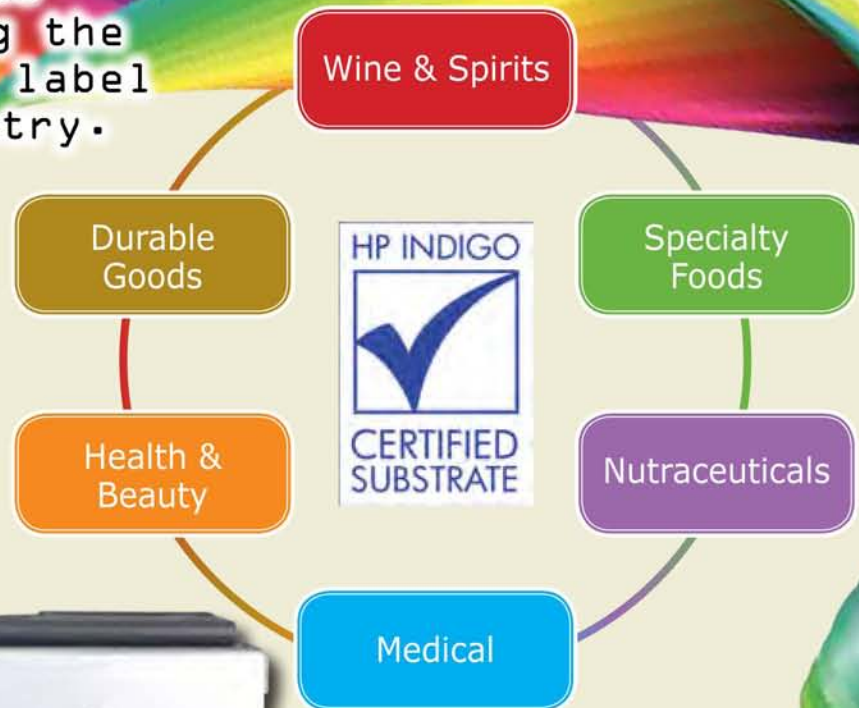 g the
label
try.
Wine & Spirits
Durable
Goods
Specialty
Foods
HP INDIGO
CERTIFIED
SUBSTRATE
Health &
Beauty
Nutraceuticals
Medical